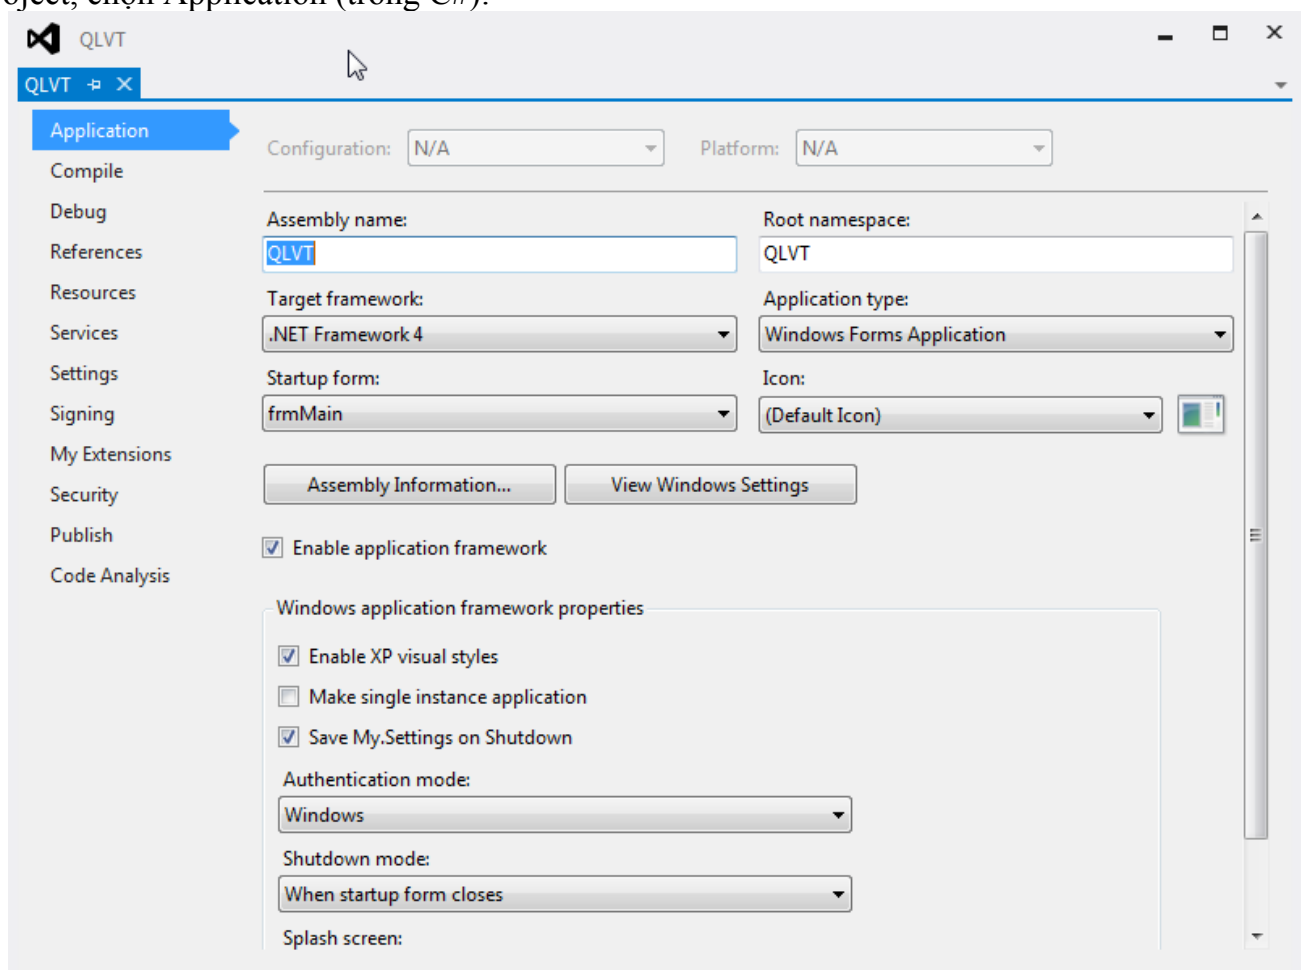 oject, chọn Application (trong C#).
QLVT
QLVT
Application
Configuration: N/A Platform: N/A
Compile
Debug
References
Resources
Services
Settings
Signing
My Extensions
Security
Publish
Code Analysis
Assembly name: Root namespace:
QLVT QLVT
Target framework: Application type:
.NET Framework 4 Windows Forms Application
Startup form: Icon:
frmMain (Default Icon)
Assembly Information... View Windows Settings
Enable application framework
Windows application framework properties
Enable XP visual styles
Make single instance application
Save My.Settings on Shutdown
Authentication mode:
Windows
Shutdown mode:
When startup form closes
Splash screen: